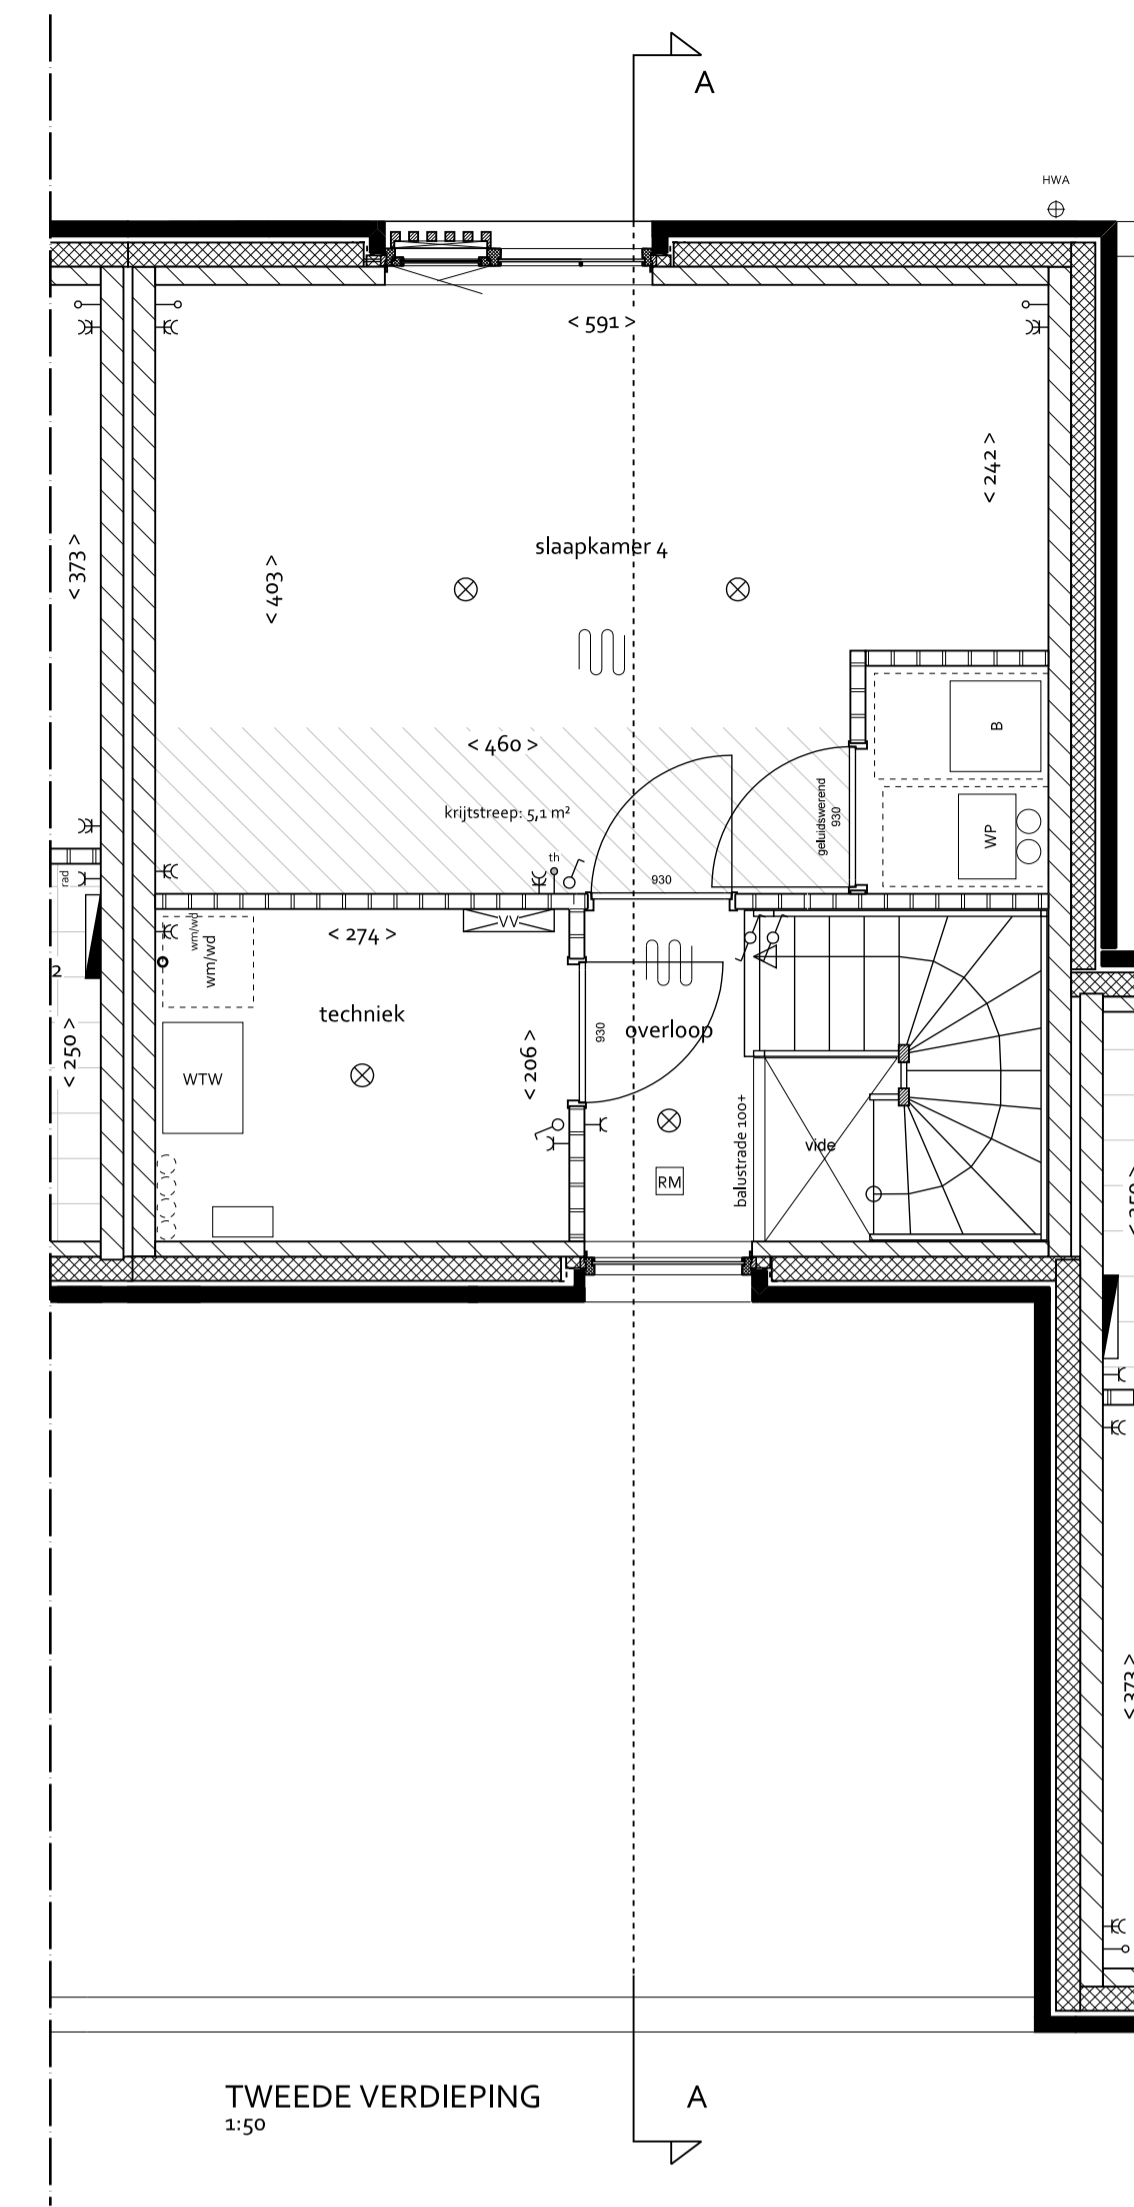 A
HWA
< 591 >
< 242 >
slaapkamer 4
< 373 >
< 403 >
B
< 460 >
krijtstreep: 5,1 m²
geluidswerend
930
WP
th
rad
930
wm/wd
wm/wd
VV
< 274 >
2
techniek
930
overloop
< 250 >
WTW
< 206 >
balustrade 100+
vide
RM
< 373 >
TWEEDE VERDIEPING
1:50
A